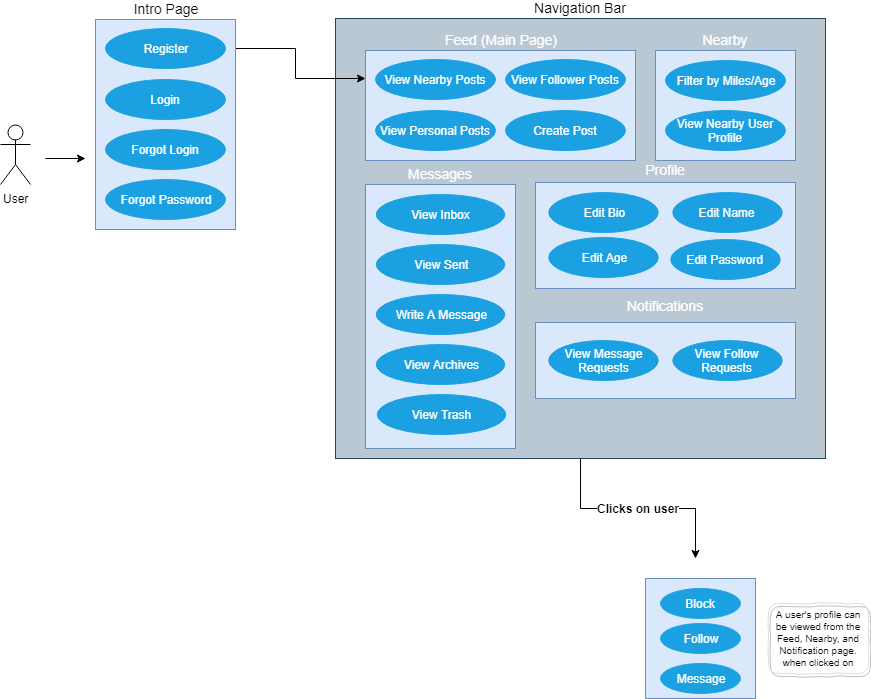 Intro Page
Register
Login
Forgot Login
Forgot Password
User
Navigation Bar
Feed (Main Page)
View Nearby Posts
View Follower Posts
View Personal Posts
Create Post
Nearby
Filter by Miles/Age
View Nearby User
Profile
Messages
View Inbox
View Sent
Write A Message
View Archives
View Trash
Profile
Edit Bio
Edit Name
Edit Age
Edit Password
Notifications
View Message
Requests
View Follow
Requests
Clicks on user
Block
Follow
Message
A user's profile can
be viewed from the
Feed, Nearby, and
Notification page.
when clicked on